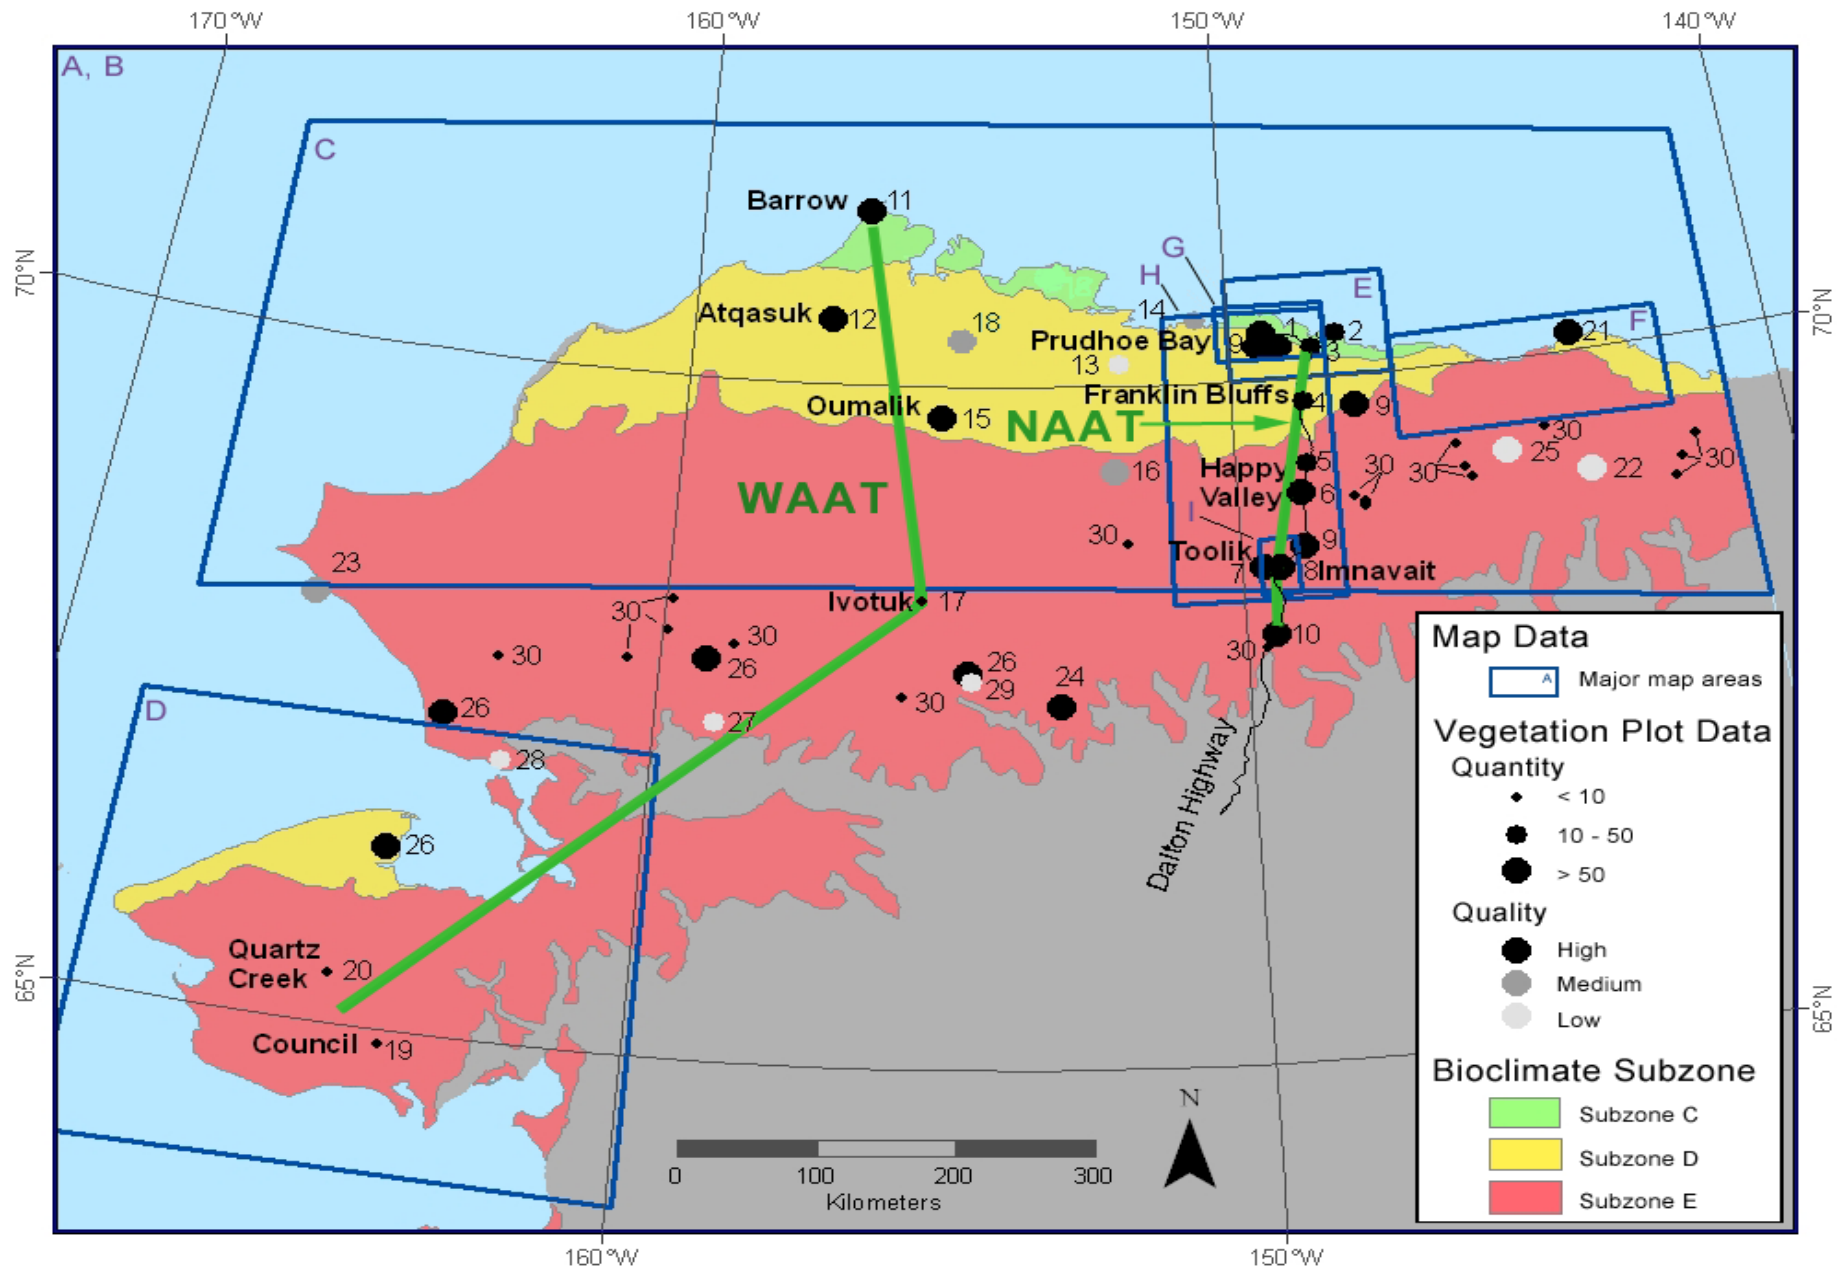 170°W 160°W 150°W 140°W
A, B
C
Barrow 11
G
H
E
70°N
70°N
14
F
Atqasuk 12
18
1
2
21
Prudhoe Bay 9
3
13
Franklin Bluffs 4
9
Oumalik 15
NAAT
30
25
16
Happy
Valley
5
6
30
30
22
30
WAAT
I
30
9
Toolik
7
8
Imnavait
23
Ivotuk 17
30
30
30
26
10
30
26
29
24
30
26
27
D
28
Dalton Highway
26
Quartz
Creek 20
65°N
65°N
Council 19
N
0 100 200 300
Kilometers
Map Data
A
Major map areas
Vegetation Plot Data
Quantity
< 10
10 - 50
> 50
Quality
High
Medium
Low
Bioclimate Subzone
Subzone C
Subzone D
Subzone E
160°W 150°W